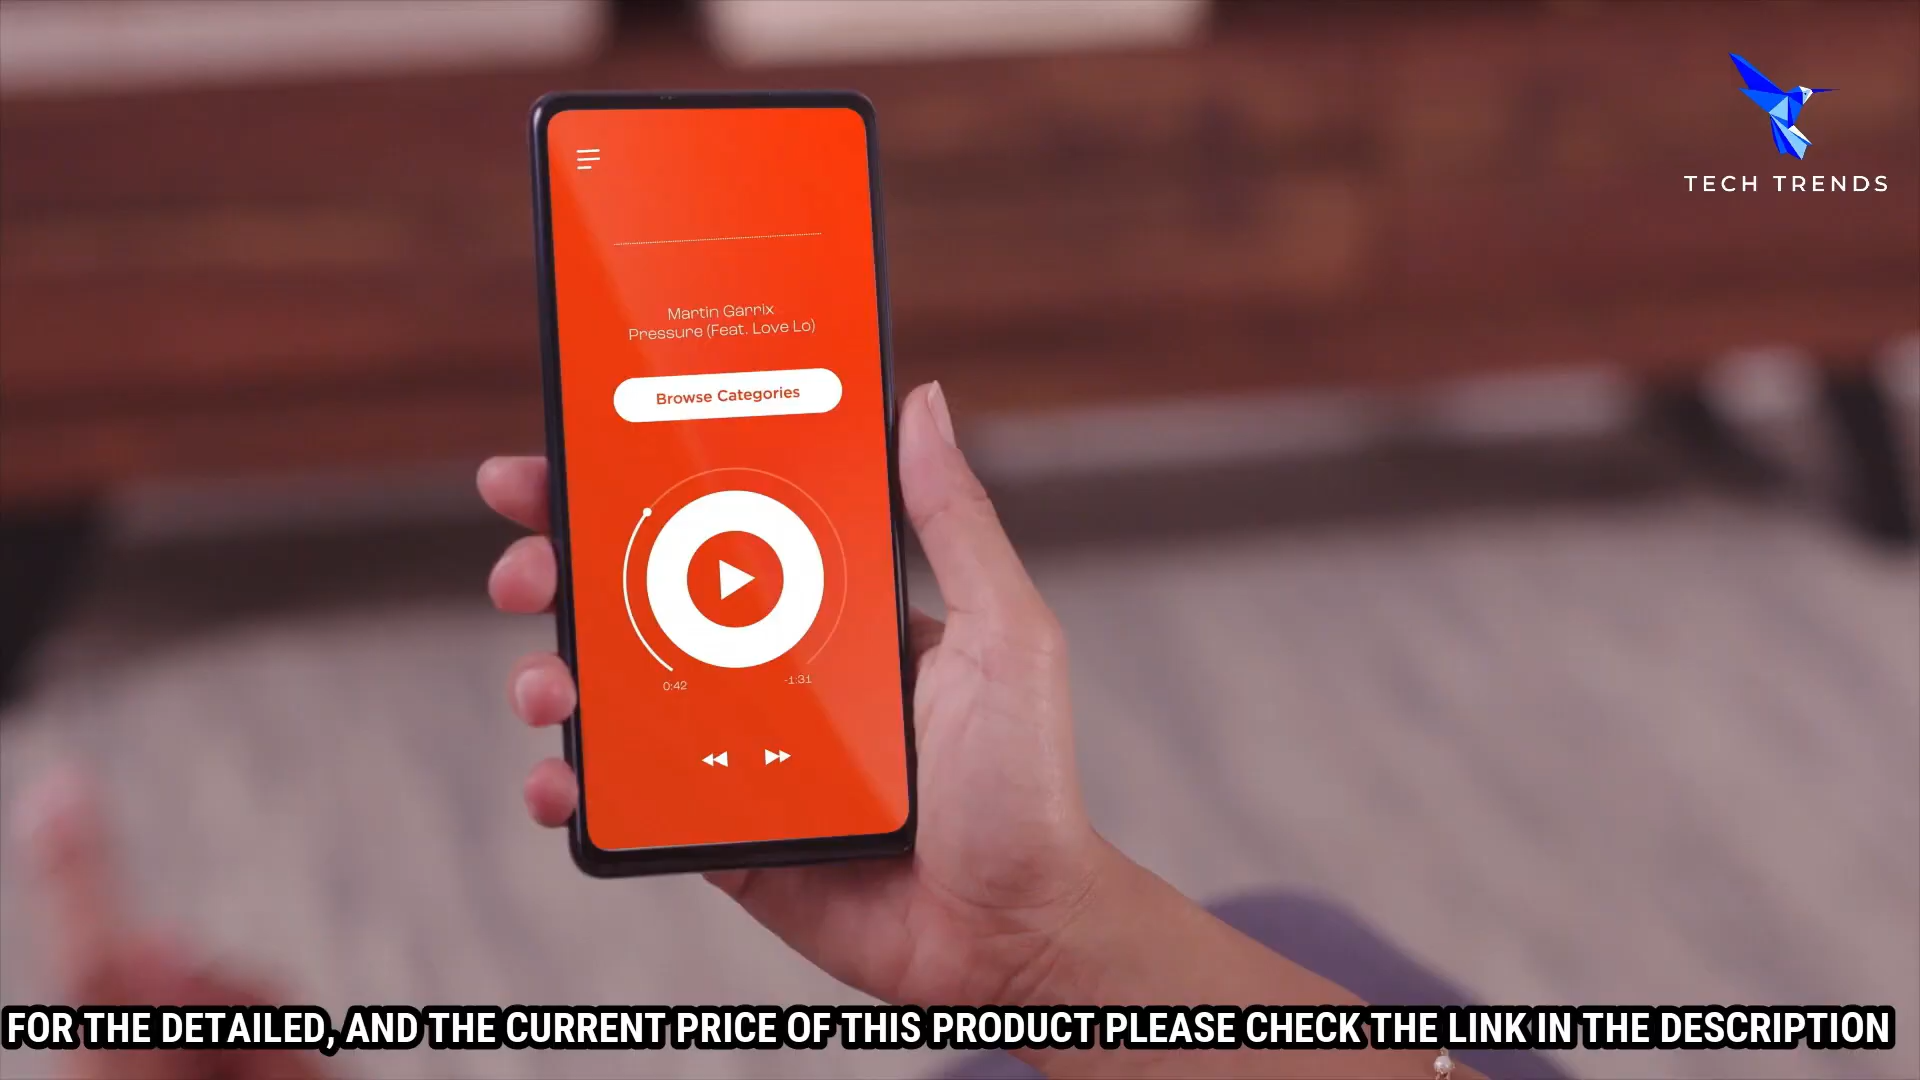 TECH TRENDS
Martin Garrix
Pressure (Feat. Love Lo)
Browse Categories
0:42
-1:31
FOR THE DETAILED, AND THE CURRENT PRICE OF THIS PRODUCT PLEASE CHECK THE LINK IN THE DESCRIPTION